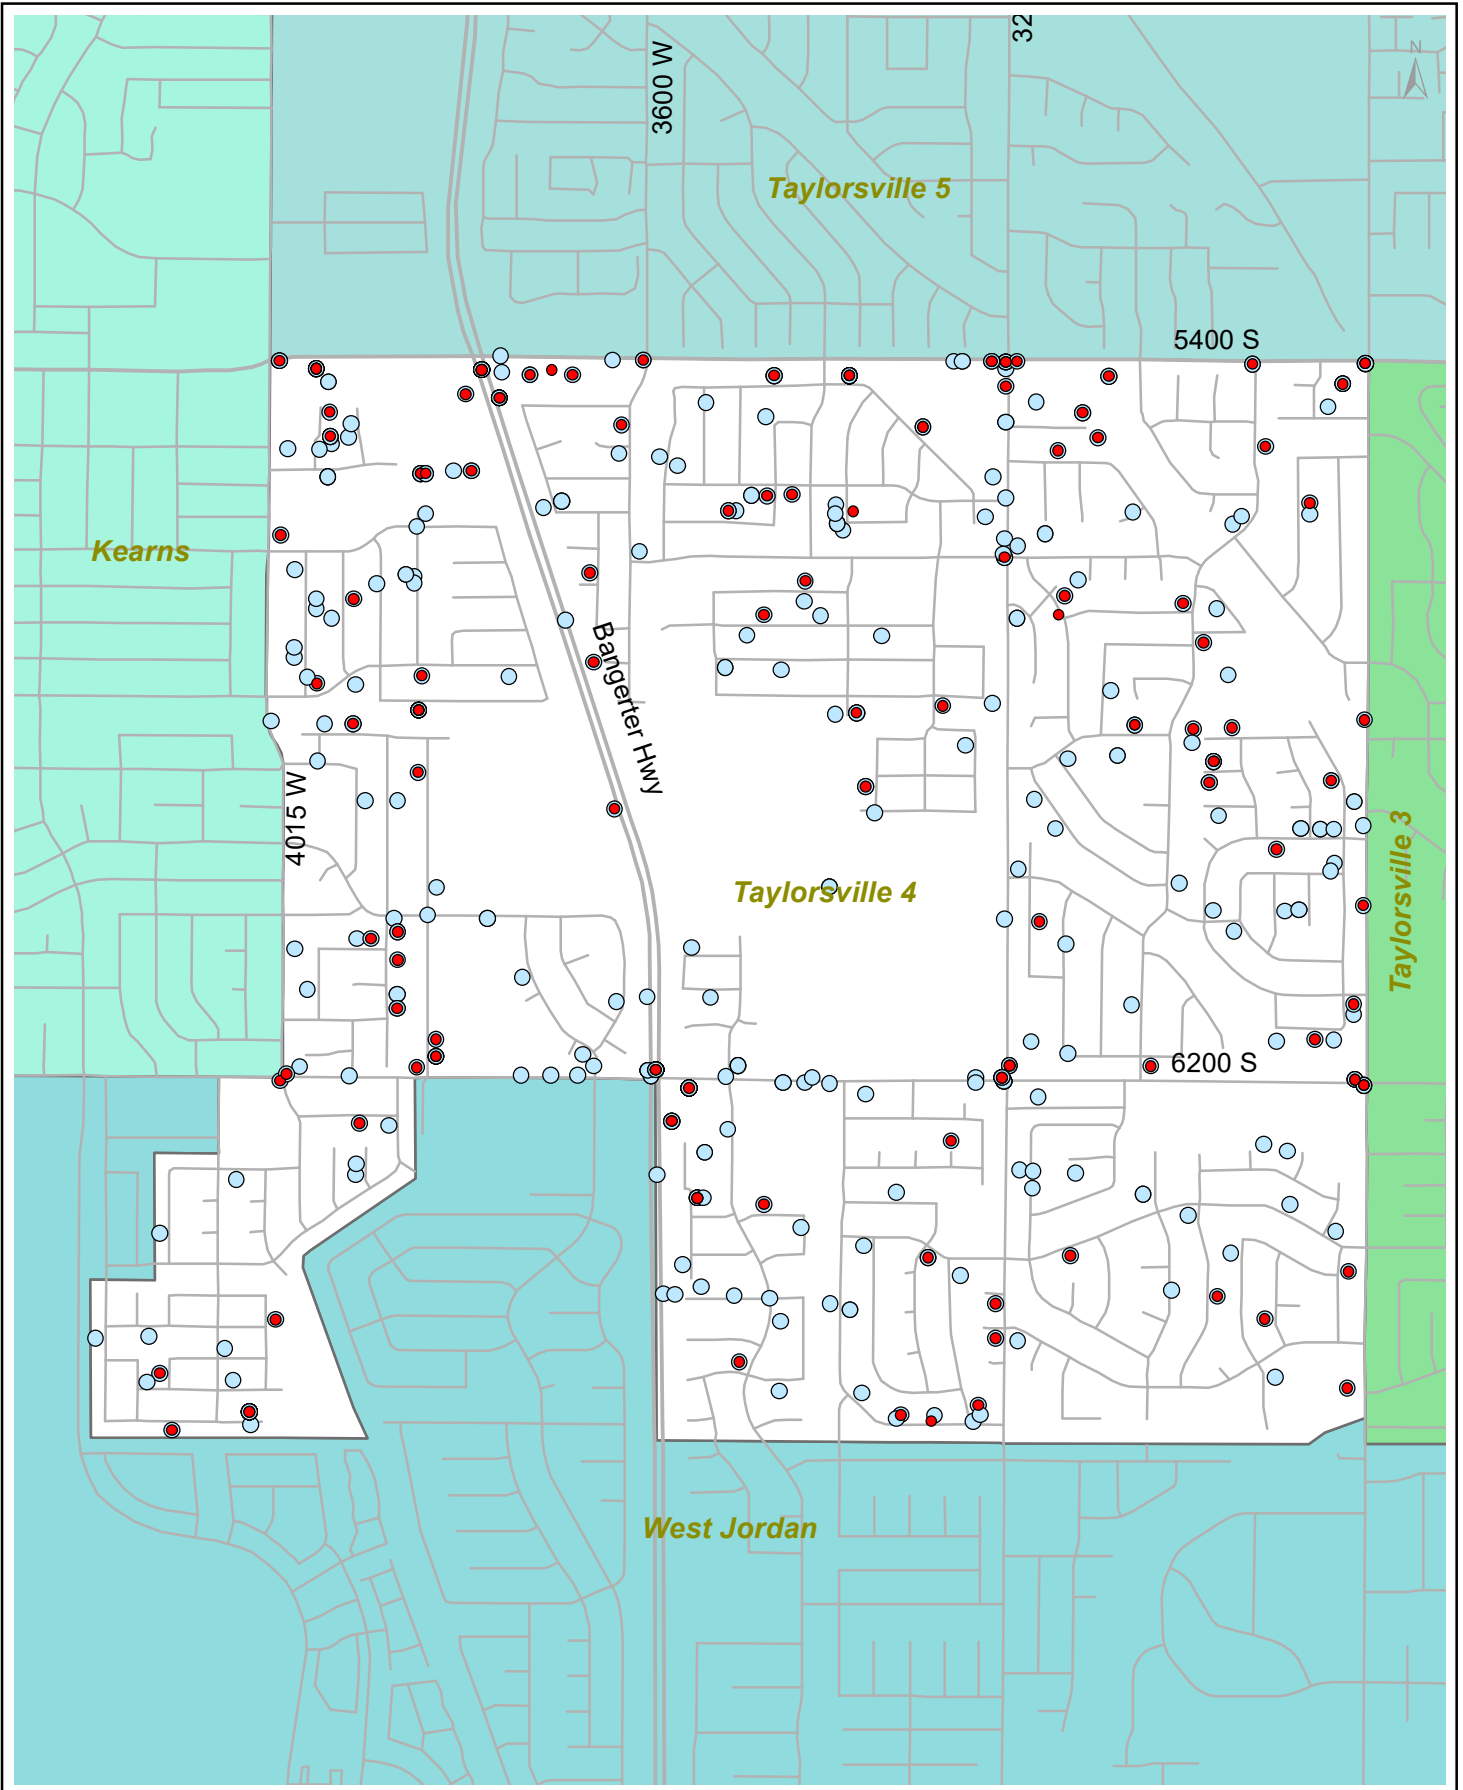 32
N
3600 W
Taylorsville 5
5400 S
Kearns
Bangerter Hwy
4015 W
Taylorsville 3
Taylorsville 4
6200 S
West Jordan